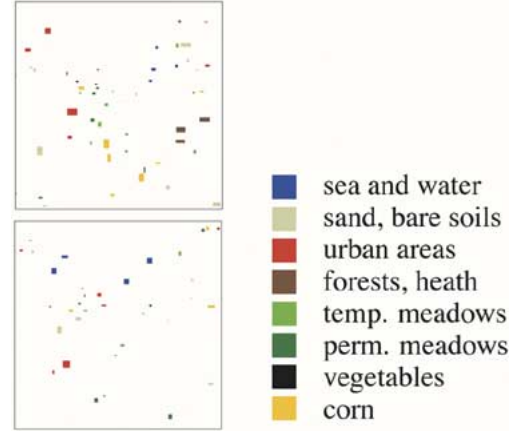 sea and water
sand, bare soils
urban areas
forests, heath
temp. meadows
perm. meadows
vegetables
corn